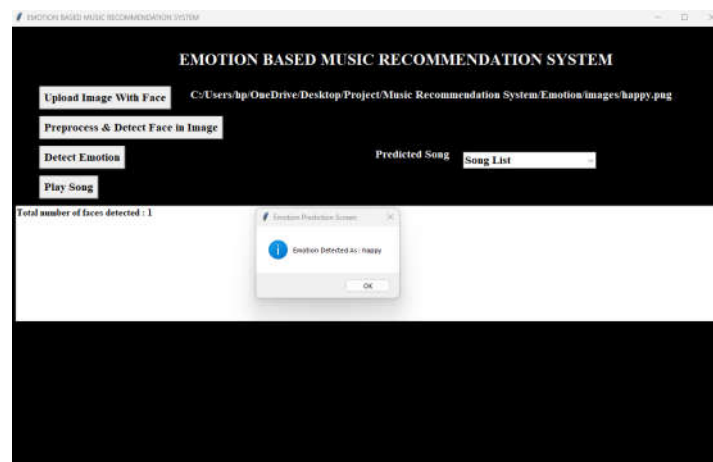 EMOTION BASED MUSIC RECOMMENDATION SYSTEM
EMOTION BASED MUSIC RECOMMENDATION SYSTEM
Upload Image With Face C:/Users/hp/OneDrive/Desktop/Project/Music Recommendation System/Emotion/images/happy.png
Preprocess & Detect Face in Image
Detect Emotion Predicted Song Song List
Play Song
Total number of faces detected : 1
Emotion Prediction Screen
Emotion Detected As : happy
OK